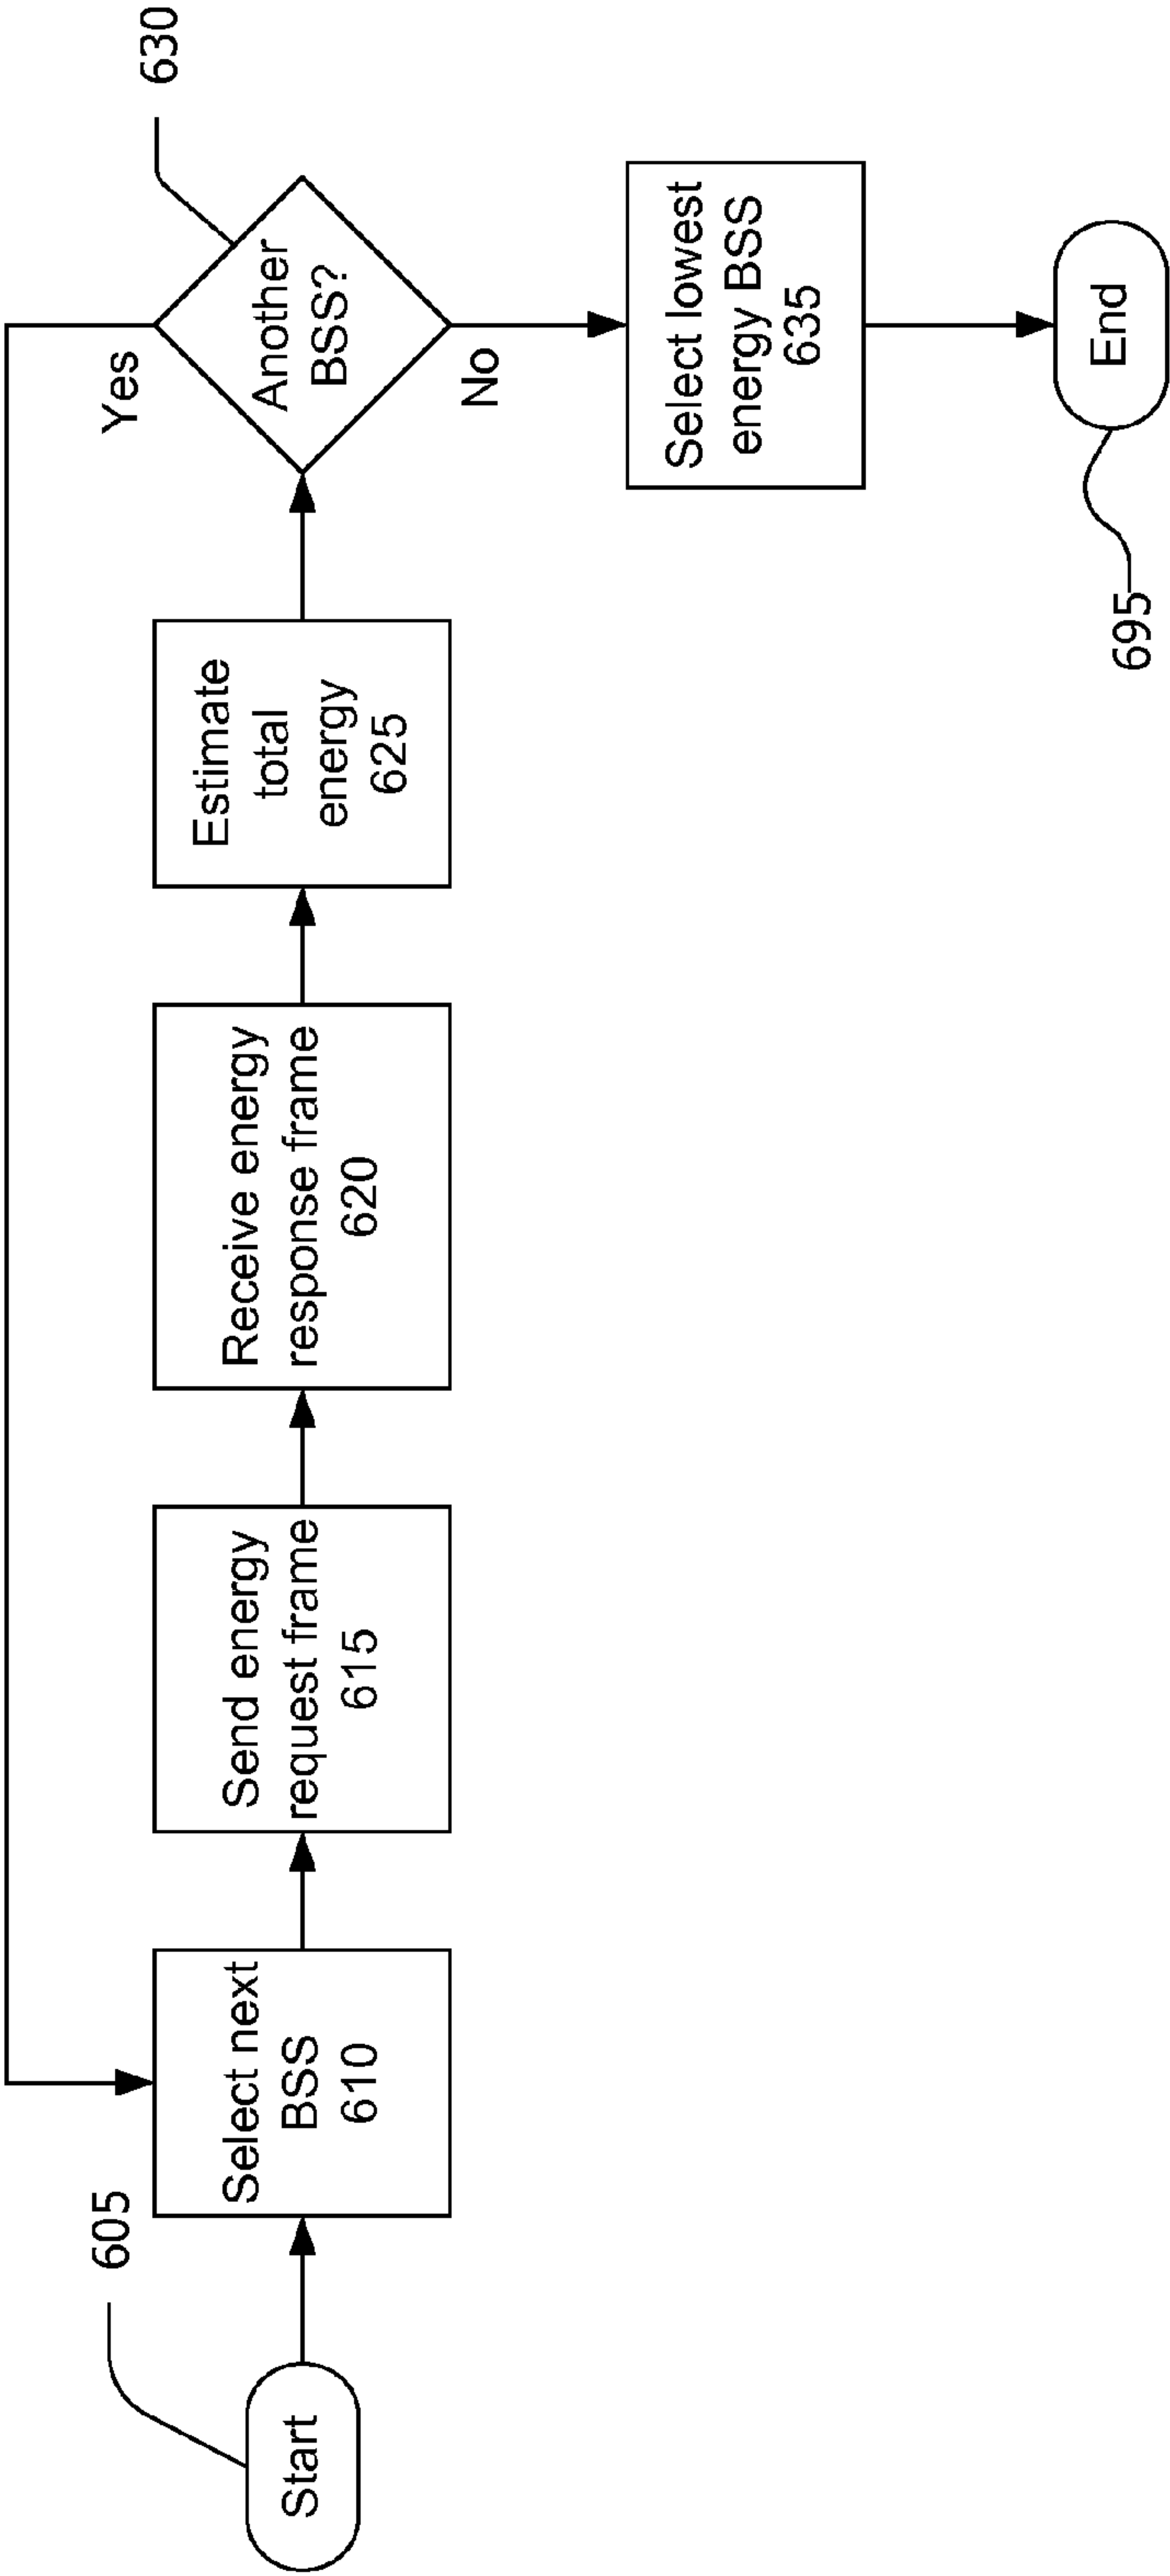 605
Start
Select next
BSS
610
Send energy
request frame
615
Receive energy
response frame
620
Estimate
total
energy
625
Another
BSS?
630
Yes
No
Select lowest
energy BSS
635
End
695